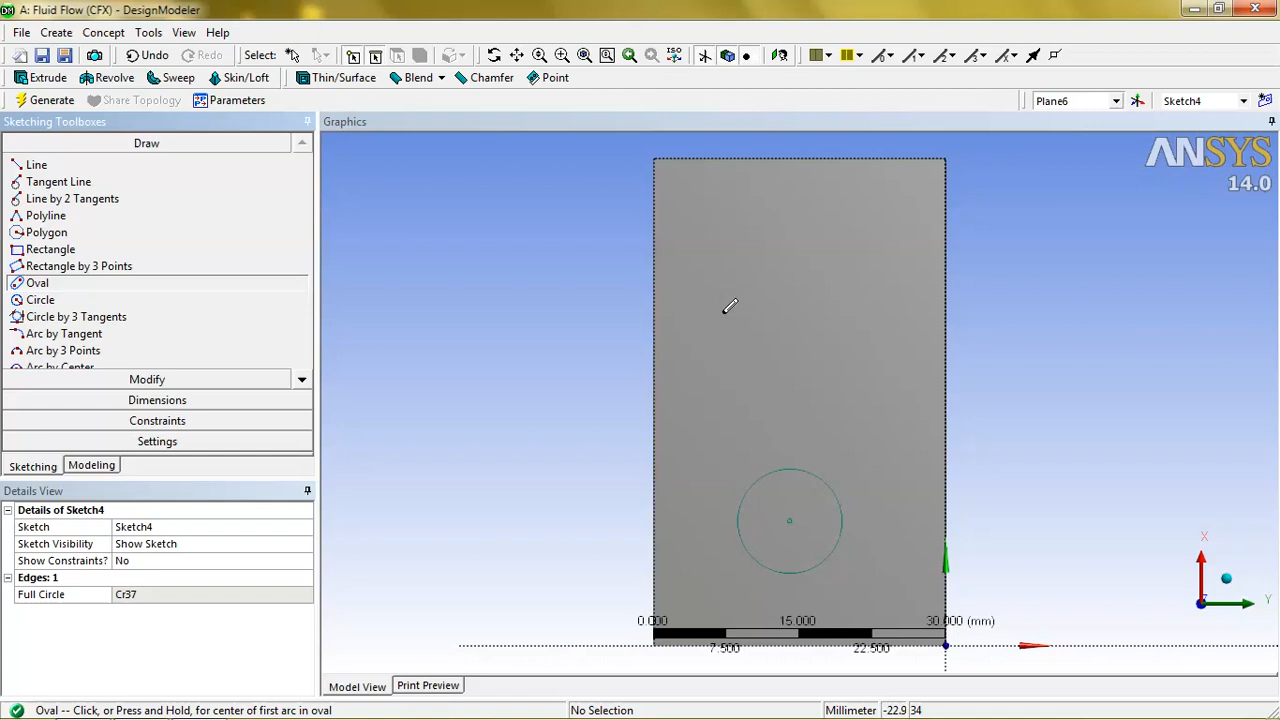 A: Fluid Flow (CFX) - DesignModeler
File Create Concept Tools View Help
Undo Redo Select:
Extrude Revolve Sweep Skin/Loft Thin/Surface Blend Chamfer Point
Generate Share Topology Parameters Plane6 Sketch4
Sketching Toolboxes
Draw
Line
Tangent Line
Line by 2 Tangents
Polyline
Polygon
Rectangle
Rectangle by 3 Points
Oval
Circle
Circle by 3 Tangents
Arc by Tangent
Arc by 3 Points
Arc by Center
Modify
Dimensions
Constraints
Settings
Sketching Modeling
Details View
Details of Sketch4
Sketch Sketch4
Sketch Visibility Show Sketch
Show Constraints? No
Edges: 1
Full Circle Cr37
Graphics
ANSYS
14.0
0.000 15.000 30.000 (mm)
7.500 22.500
X
Y
Z
Model View Print Preview
Oval -- Click, or Press and Hold, for center of first arc in oval No Selection Millimeter -22.9 34